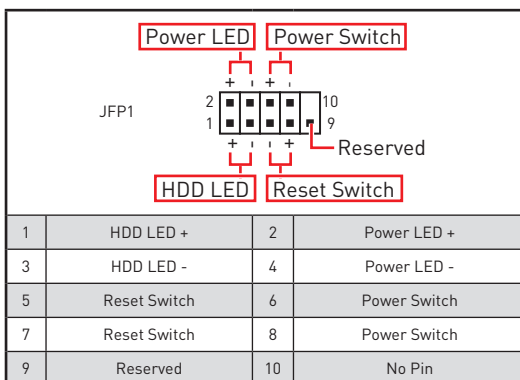 Power LED Power Switch
+ - + -
JFP1
2 10
1 9
+ - - +
Reserved
HDD LED Reset Switch
1 HDD LED + 2 Power LED +
3 HDD LED - 4 Power LED -
5 Reset Switch 6 Power Switch
7 Reset Switch 8 Power Switch
9 Reserved 10 No Pin